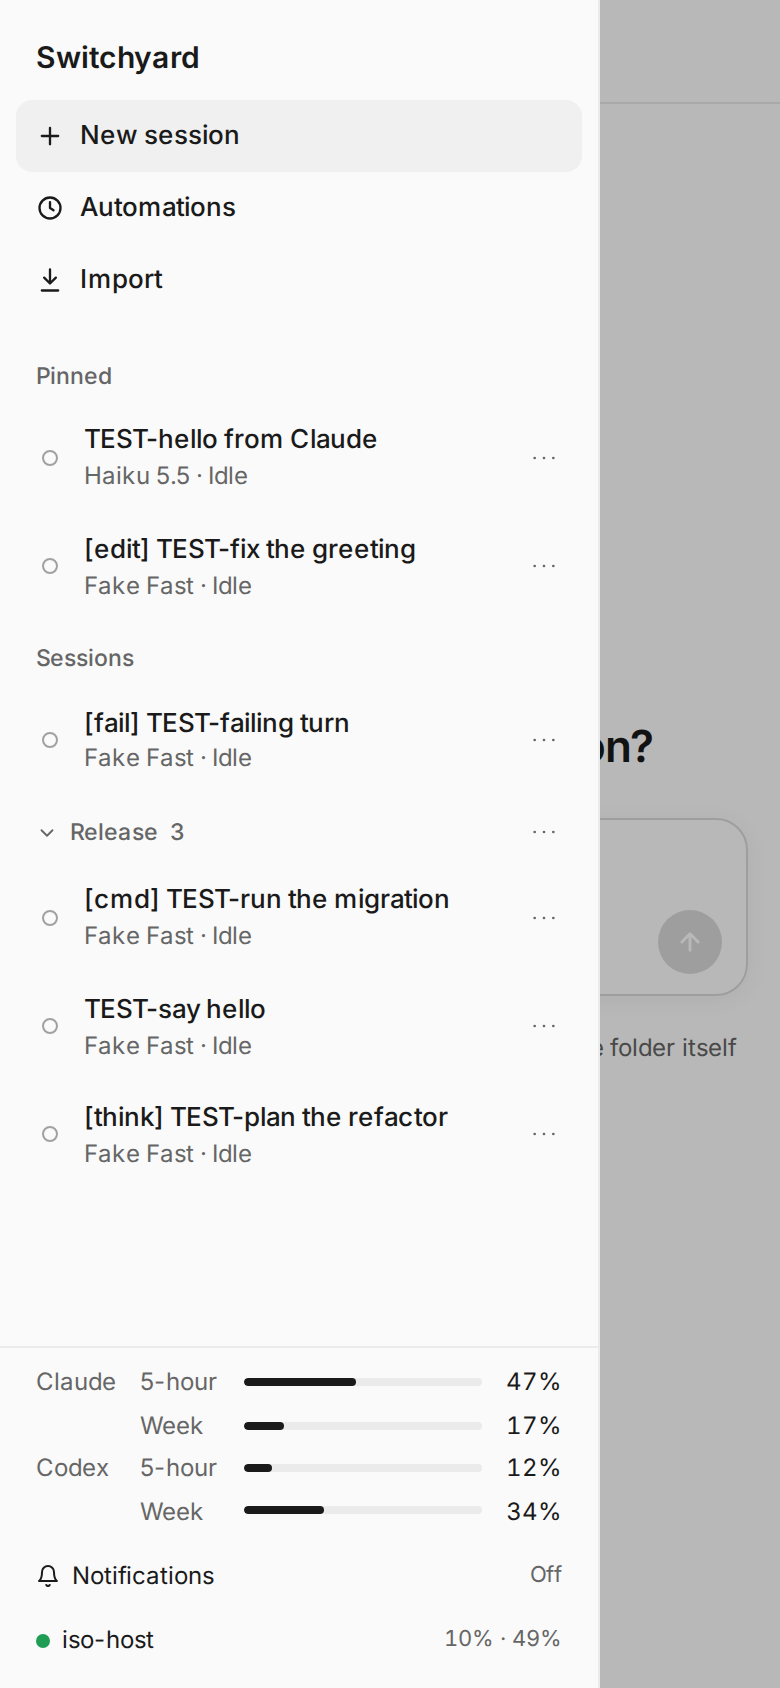 Switchyard
New session
Automations
Import
Pinned
TEST-hello from Claude
Haiku 5.5 · Idle
...
[edit] TEST-fix the greeting
Fake Fast · Idle
...
Sessions
[fail] TEST-failing turn
Fake Fast · Idle
...
Release 3
...
[cmd] TEST-run the migration
Fake Fast · Idle
...
TEST-say hello
Fake Fast · Idle
...
[think] TEST-plan the refactor
Fake Fast · Idle
...
Claude 5-hour 47%
Week 17%
Codex 5-hour 12%
Week 34%
Notifications Off
iso-host 10% · 49%
n?
folder itself